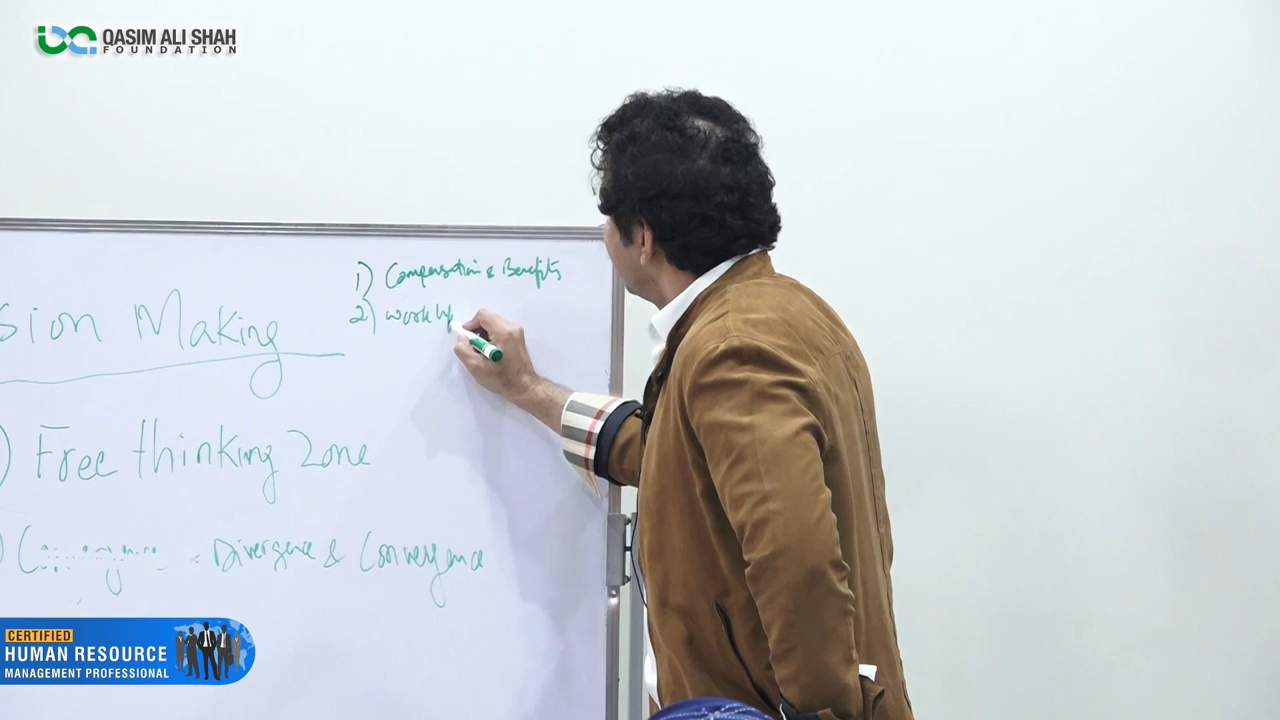 QASIM ALI SHAH
FOUNDATION
1) Compensation & Benefits
2) Work
sion Making
) Free thinking Zone
) Convergence - Divergence & Convergence
CERTIFIED
HUMAN RESOURCE
MANAGEMENT PROFESSIONAL